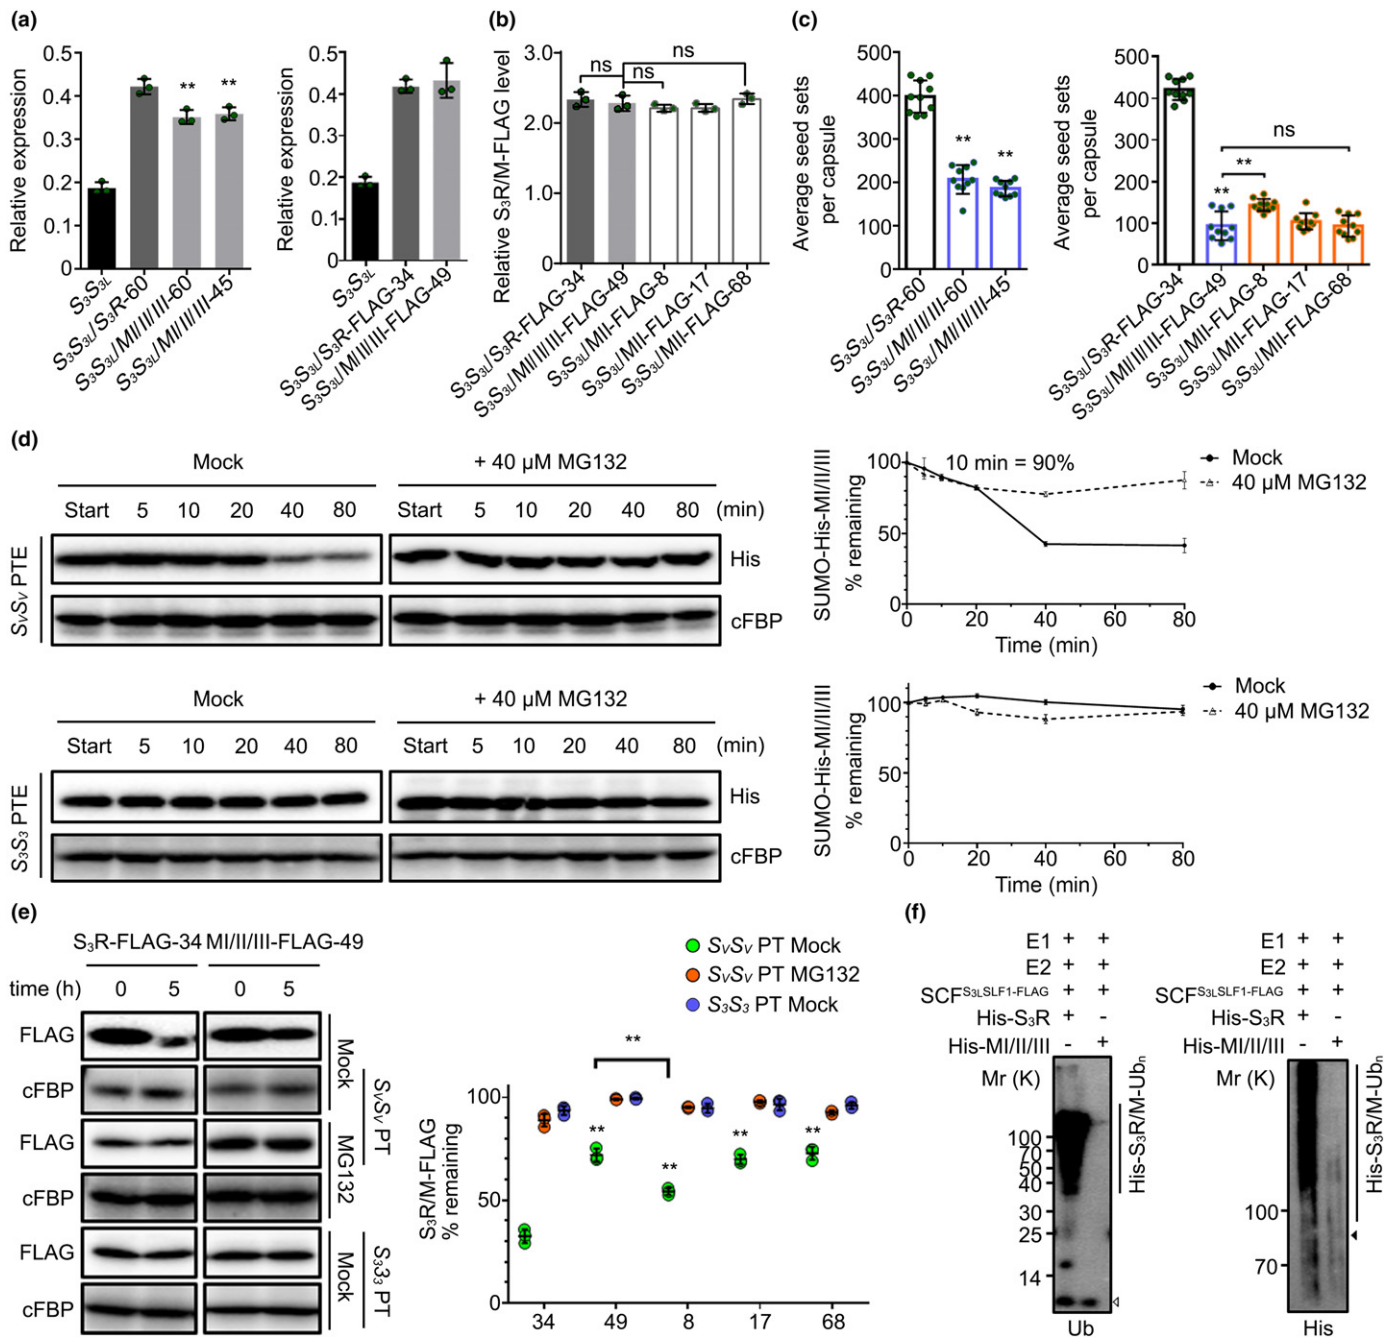 (a)
Relative expression
0.5
0.4
0.3
0.2
0.1
0
**
**
S₃S₃L
S₃S₃L/S₃R-60
S₃S₃L/MI/II/III-60
S₃S₃L/MI/II/III-45
Relative expression
0.5
0.4
0.3
0.2
0.1
0
S₃S₃L
S₃S₃L/S₃R-FLAG-34
S₃S₃L/MI/II/III-FLAG-49
(b)
Relative S₃R/M-FLAG level
3.0
2.0
1.0
0
ns
ns
ns
S₃S₃L/S₃R-FLAG-34
S₃S₃L/MI/II/III-FLAG-49
S₃S₃L/MII-FLAG-8
S₃S₃L/MII-FLAG-17
S₃S₃L/MII-FLAG-68
(c)
Average seed sets
per capsule
500
400
300
200
100
0
**
**
S₃S₃L/S₃R-60
S₃S₃L/MI/II/III-60
S₃S₃L/MI/II/III-45
Average seed sets
per capsule
500
400
300
200
100
0
ns
**
**
S₃S₃L/S₃R-FLAG-34
S₃S₃L/MI/II/III-FLAG-49
S₃S₃L/MII-FLAG-8
S₃S₃L/MII-FLAG-17
S₃S₃L/MII-FLAG-68
(d)
Mock
+ 40 µM MG132
Start 5 10 20 40 80
Start 5 10 20 40 80 (min)
SvSv PTE
His
cFBP
SUMO-His-MI/II/III
% remaining
100
50
0
10 min = 90%
Mock
40 µM MG132
0 20 40 60 80
Time (min)
Mock
+ 40 µM MG132
Start 5 10 20 40 80
Start 5 10 20 40 80 (min)
S₃S₃ PTE
His
cFBP
SUMO-His-MI/II/III
% remaining
100
50
0
Mock
40 µM MG132
0 20 40 60 80
Time (min)
(e)
S₃R-FLAG-34 MI/II/III-FLAG-49
time (h) 0 5 0 5
FLAG
cFBP
FLAG
cFBP
FLAG
cFBP
Mock
MG132
Mock
SvSv PT
S₃3₃ PT
SvSv PT Mock
SvSv PT MG132
S₃S₃ PT Mock
S₃R/M-FLAG
% remaining
100
50
0
**
**
**
**
**
34 49 8 17 68
(f)
E1 + +
E2 + +
SCF^S₃LSLF1-FLAG + +
His-S₃R + -
His-MI/II/III - +
Mr (K)
100
70
50
40
30
25
14
His-S₃R/M-Ubₙ
Ub
E1 + +
E2 + +
SCF^S₃LSLF1-FLAG + +
His-S₃R + -
His-MI/II/III - +
Mr (K)
100
70
His-S₃R/M-Ubₙ
His